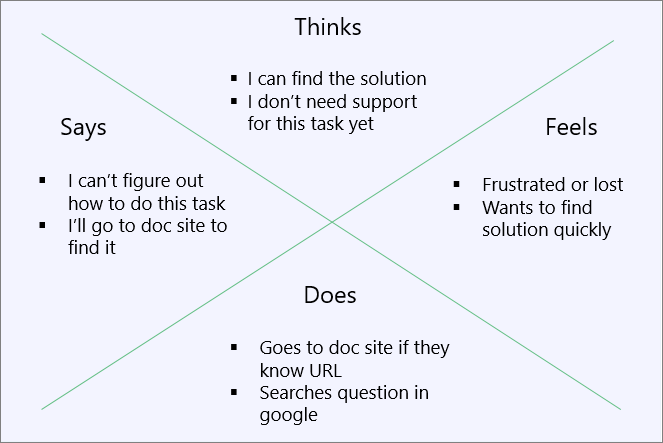 Thinks
▪ I can find the solution
▪ I don’t need support
for this task yet
Says
▪ I can’t figure out
how to do this task
▪ I’ll go to doc site to
find it
Feels
▪ Frustrated or lost
▪ Wants to find
solution quickly
Does
▪ Goes to doc site if they
know URL
▪ Searches question in
google